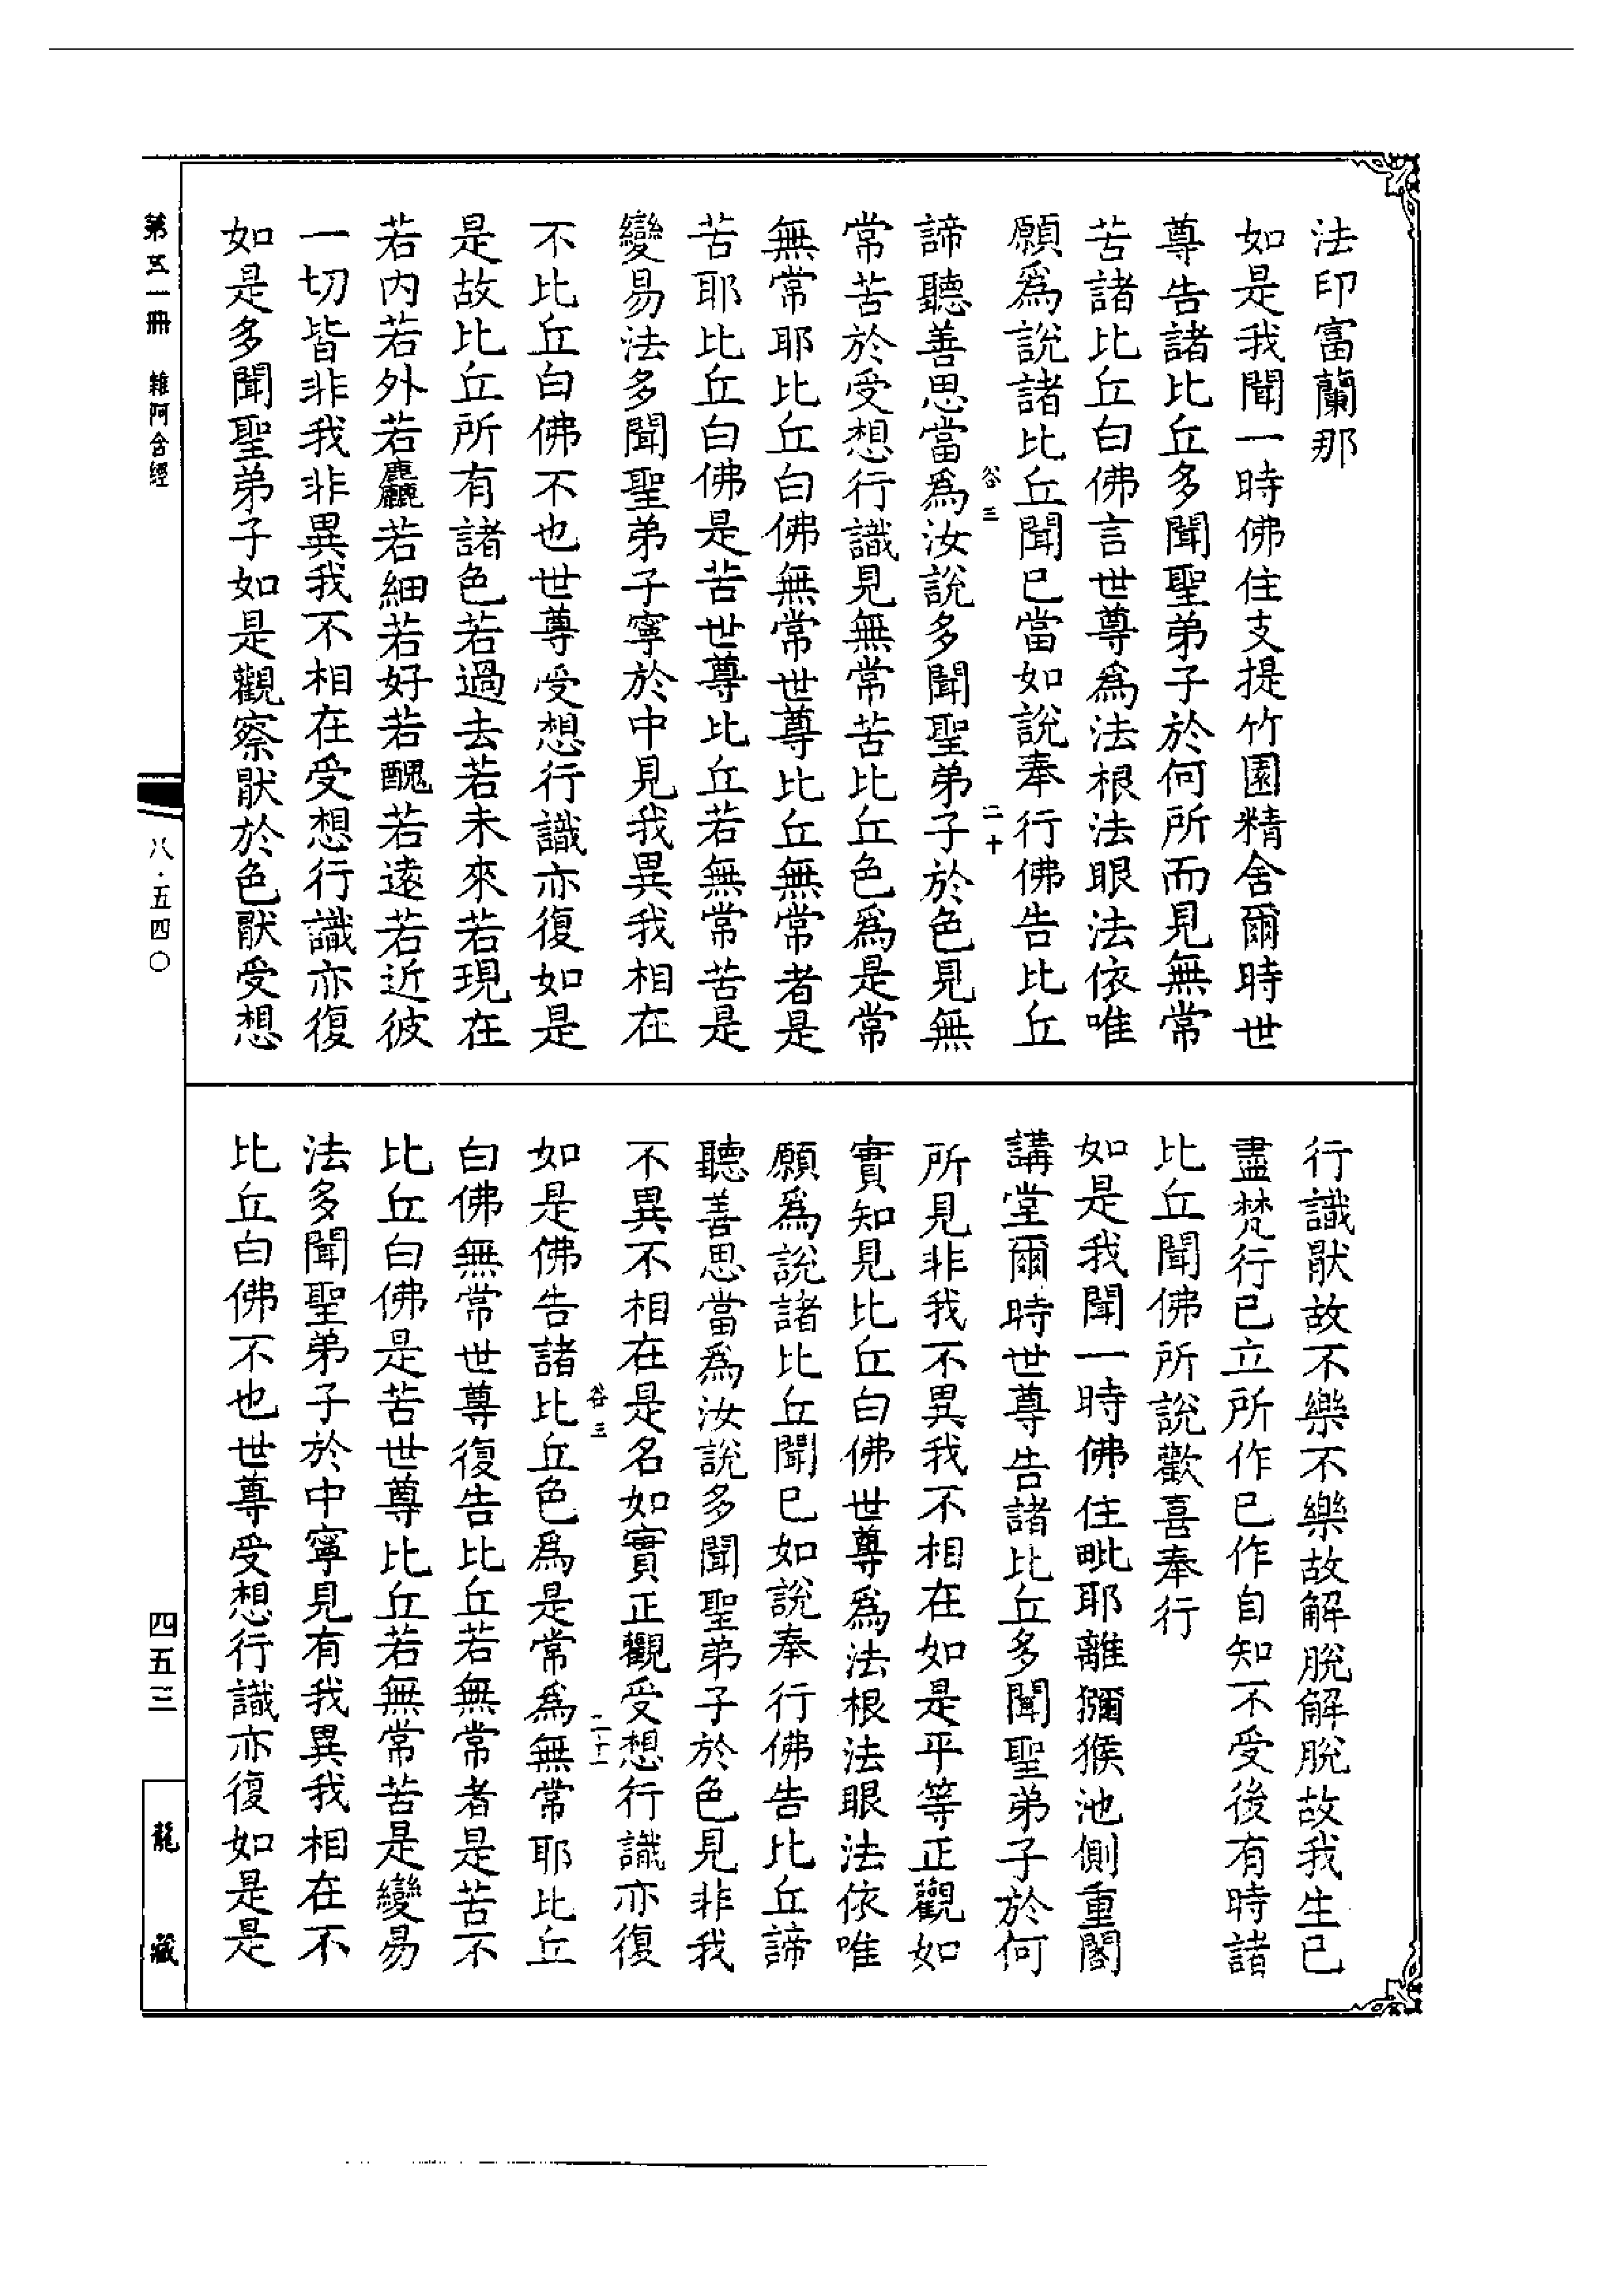 法印富蘭那
如是我聞一時佛住支提竹園精舍爾時世
尊告諸比丘多聞聖弟子於何所而見無常
苦諸比丘白佛言世尊為法根法眼法依唯
願為說諸比丘聞已當如說奉行佛告比丘
谷三 二十
諦聽善思當為汝說多聞聖弟子於色見無
常苦於受想行識見無常苦比丘色為是常
無常耶比丘白佛無常世尊比丘無常者是
苦耶比丘白佛是苦世尊比丘若無常苦是
變易法多聞聖弟子寧於中見我異我相在
不比丘白佛不也世尊受想行識亦復如是
是故比丘所有諸色若過去若未來若現在
若內若外若麤若細若好若醜若遠若近彼
一切皆非我非異我不相在受想行識亦復
如是多聞聖弟子如是觀察厭於色厭受想
行識厭故不樂不樂故解脫解脫故我生已
盡梵行已立所作已作自知不受後有時諸
比丘聞佛所說歡喜奉行
如是我聞一時佛住毗耶離獼猴池側重閣
講堂爾時世尊告諸比丘多聞聖弟子於何
所見非我不異我不相在如是平等正觀如
實知見比丘白佛世尊為法根法眼法依唯
願為說諸比丘聞已如說奉行佛告比丘諦
聽善思當為汝說多聞聖弟子於色見非我
不異不相在是名如實正觀受想行識亦復
谷三 二十一
如是佛告諸比丘色為是常為無常耶比丘
白佛無常世尊復告比丘若無常者是苦不
比丘白佛是苦世尊比丘若無常苦是變易
法多聞聖弟子於中寧見有我異我相在不
比丘白佛不也世尊受想行識亦復如是是
第五一冊 雜阿含經
八·五四〇
四五三
龍藏